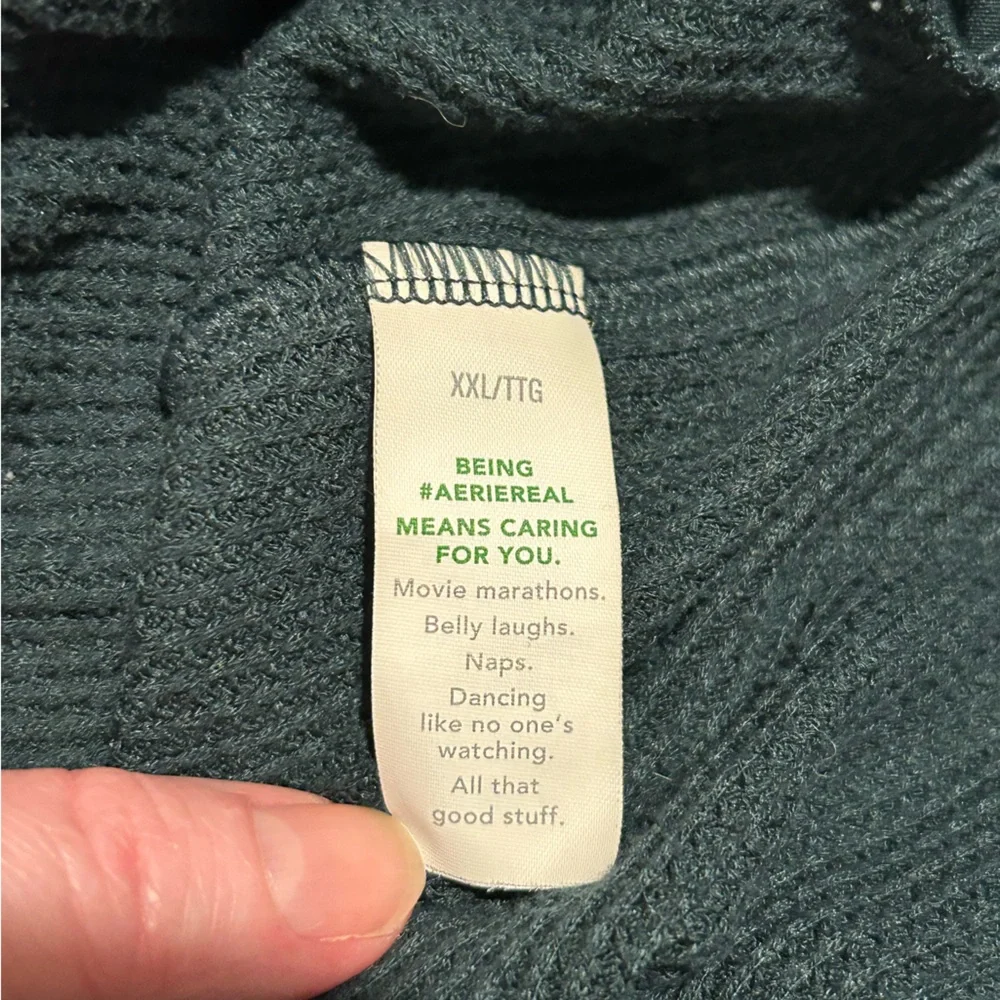 XXL/TTG
BEING
#AERIEREAL
MEANS CARING
FOR YOU.
Movie marathons.
Belly laughs.
Naps.
Dancing
like no one's
watching.
All that
good stuff.